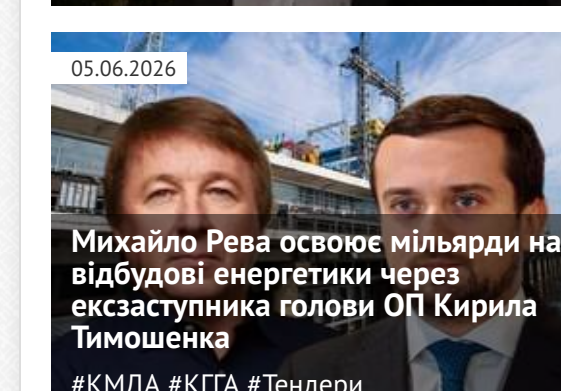 05.06.2026
Михайло Рева освоює мільярди на
відбудові енергетики через
ексзаступника голови ОП Кирила
Тимошенка
#КМДА #КГГА #Тендери